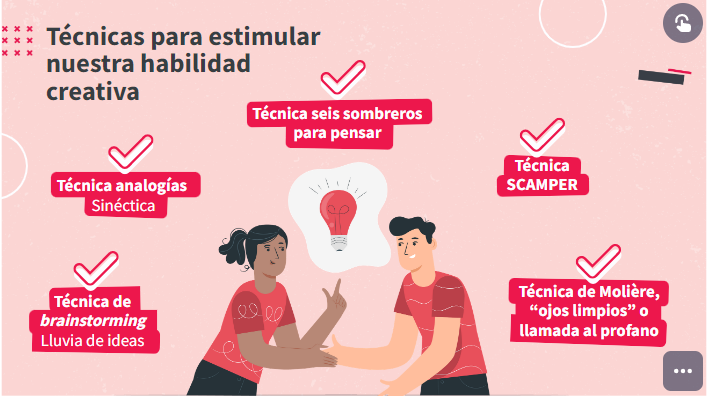 Técnicas para estimular
nuestra habilidad
creativa
Técnica seis sombreros
para pensar
Técnica analogías
Sinéctica
Técnica
SCAMPER
Técnica de
brainstorming
Lluvia de ideas
Técnica de Molière,
“ojos limpios” o
llamada al profano